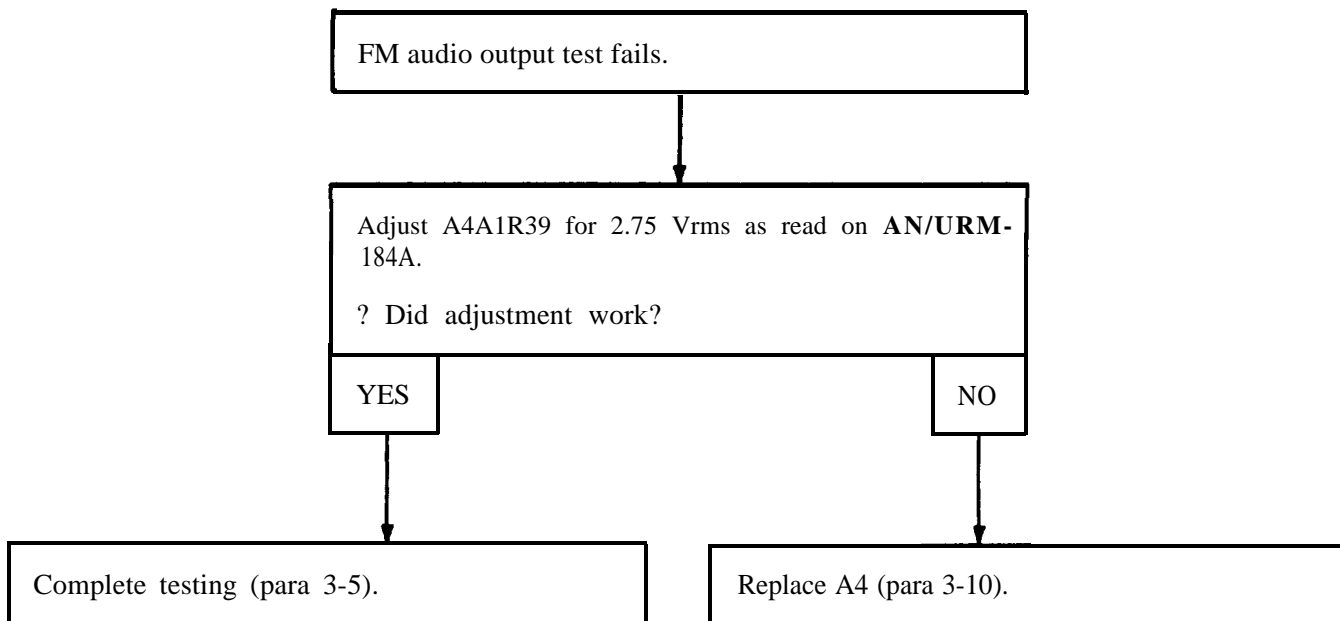 FM audio output test fails.
Adjust A4A1R39 for 2.75 Vrms as read on AN/URM-
184A.
? Did adjustment work?
YES
NO
Complete testing (para 3-5).
Replace A4 (para 3-10).